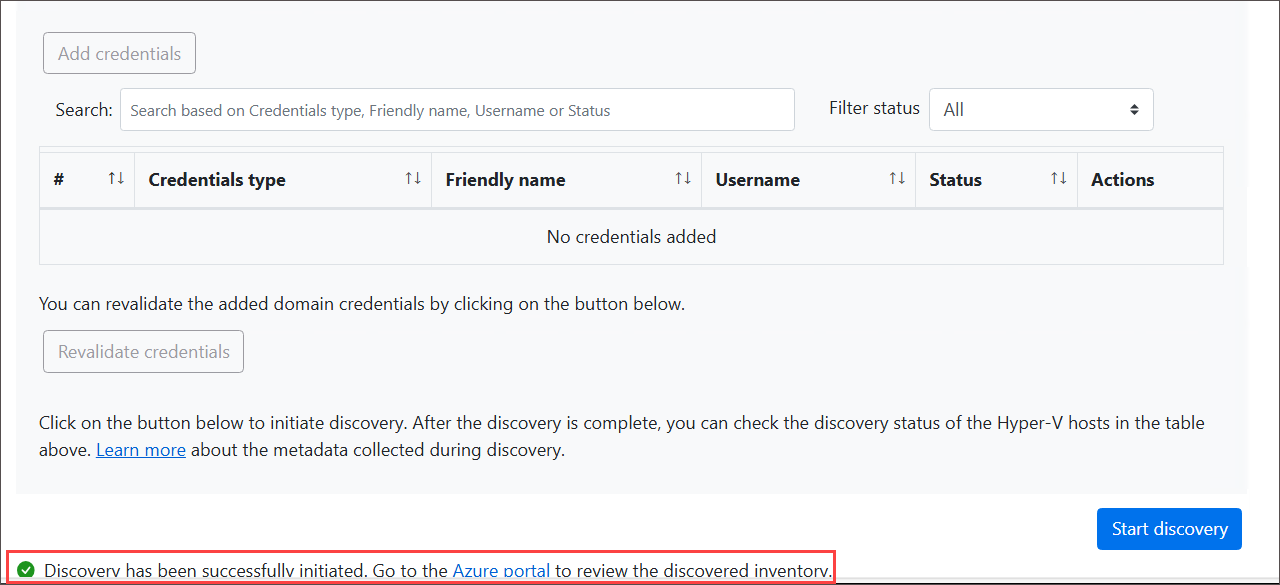 Add credentials
Search: Search based on Credentials type, Friendly name, Username or Status Filter status All
# ↑↓ Credentials type ↑↓ Friendly name ↑↓ Username ↑↓ Status ↑↓ Actions
No credentials added
You can revalidate the added domain credentials by clicking on the button below.
Revalidate credentials
Click on the button below to initiate discovery. After the discovery is complete, you can check the discovery status of the Hyper-V hosts in the table
above. Learn more about the metadata collected during discovery.
Start discovery
Discovery has been successfully initiated. Go to the Azure portal to review the discovered inventory.